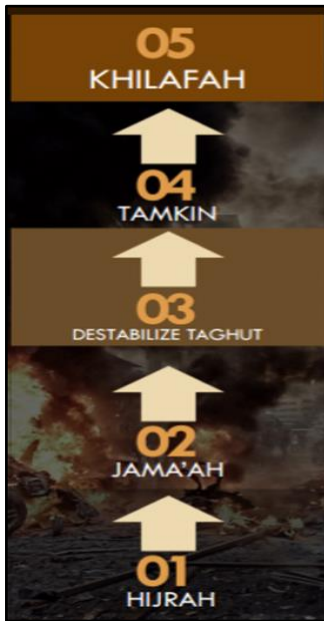 05
KHILAFAH
04
TAMKIN
03
DESTABILIZE TAGHUT
02
JAMA'AH
01
HIJRAH